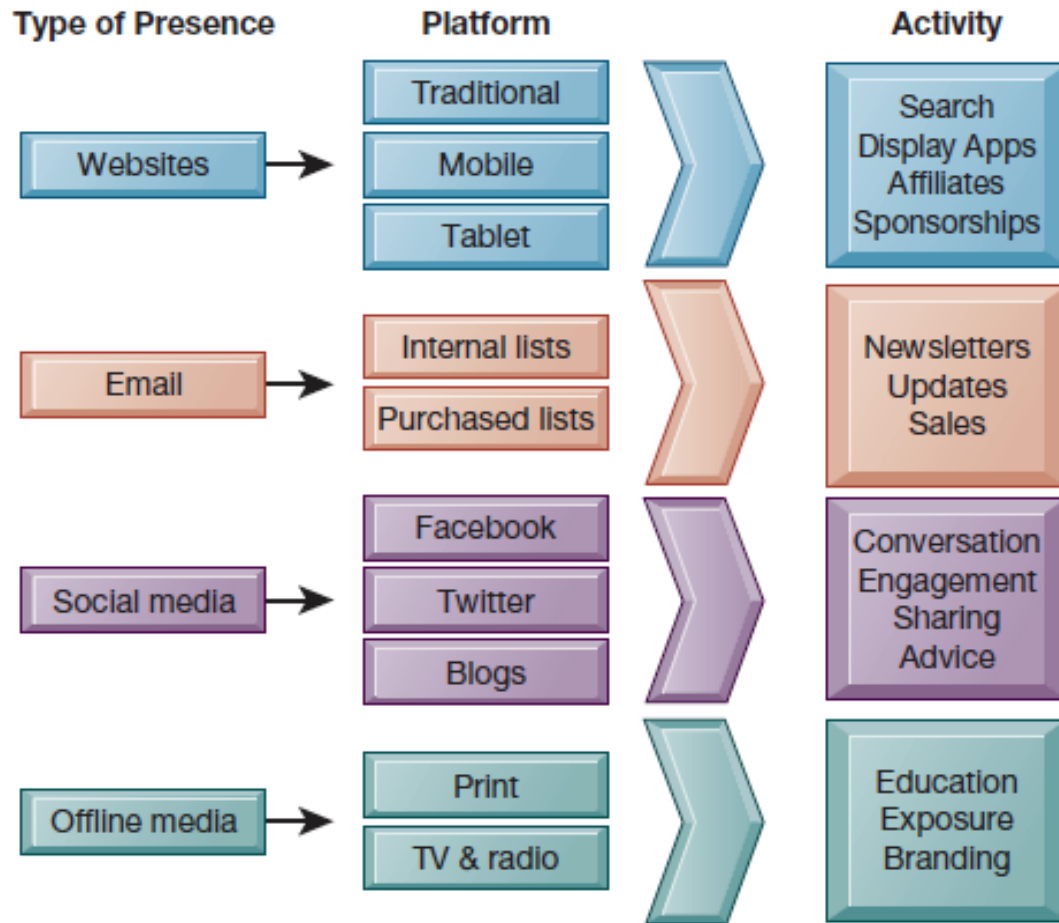 Type of Presence
Platform
Activity
Websites
Traditional
Mobile
Tablet
Search
Display Apps
Affiliates
Sponsorships
Email
Internal lists
Purchased lists
Newsletters
Updates
Sales
Social media
Facebook
Twitter
Blogs
Conversation
Engagement
Sharing
Advice
Offline media
Print
TV & radio
Education
Exposure
Branding